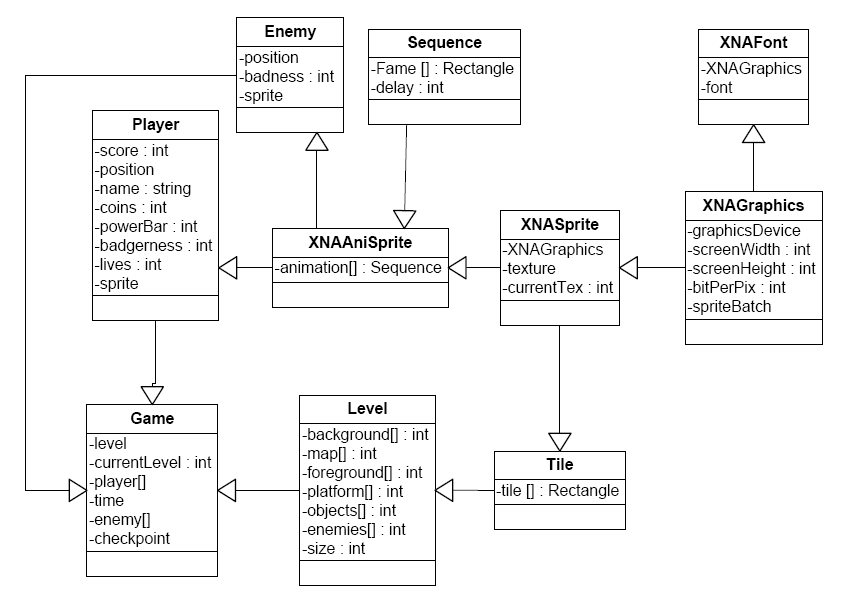 Enemy
-position
-badness : int
-sprite
Sequence
-Fame [] : Rectangle
-delay : int
XNAFont
-XNAGraphics
-font
Player
-score : int
-position
-name : string
-coins : int
-powerBar : int
-badgerness : int
-lives : int
-sprite
XNAAniSprite
-animation[] : Sequence
XNASprite
-XNAGraphics
-texture
-currentTex : int
XNAGraphics
-graphicsDevice
-screenWidth : int
-screenHeight : int
-bitPerPix : int
-spriteBatch
Game
-level
-currentLevel : int
-player[]
-time
-enemy[]
-checkpoint
Level
-background[] : int
-map[] : int
-foreground[] : int
-platform[] : int
-objects[] : int
-enemies[] : int
-size : int
Tile
-tile [] : Rectangle